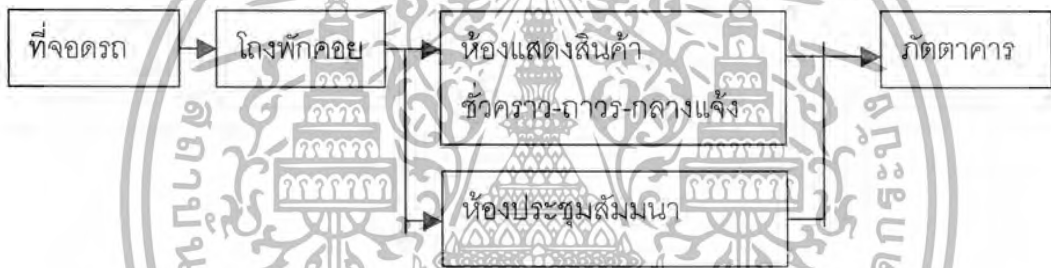 ที่จอดรถ
โถงพักคอย
ห้องแสดงสินค้า
ชั่วคราว-ถาวร-กลางแจ้ง
ห้องประชุมสัมมนา
ภัตตาคาร